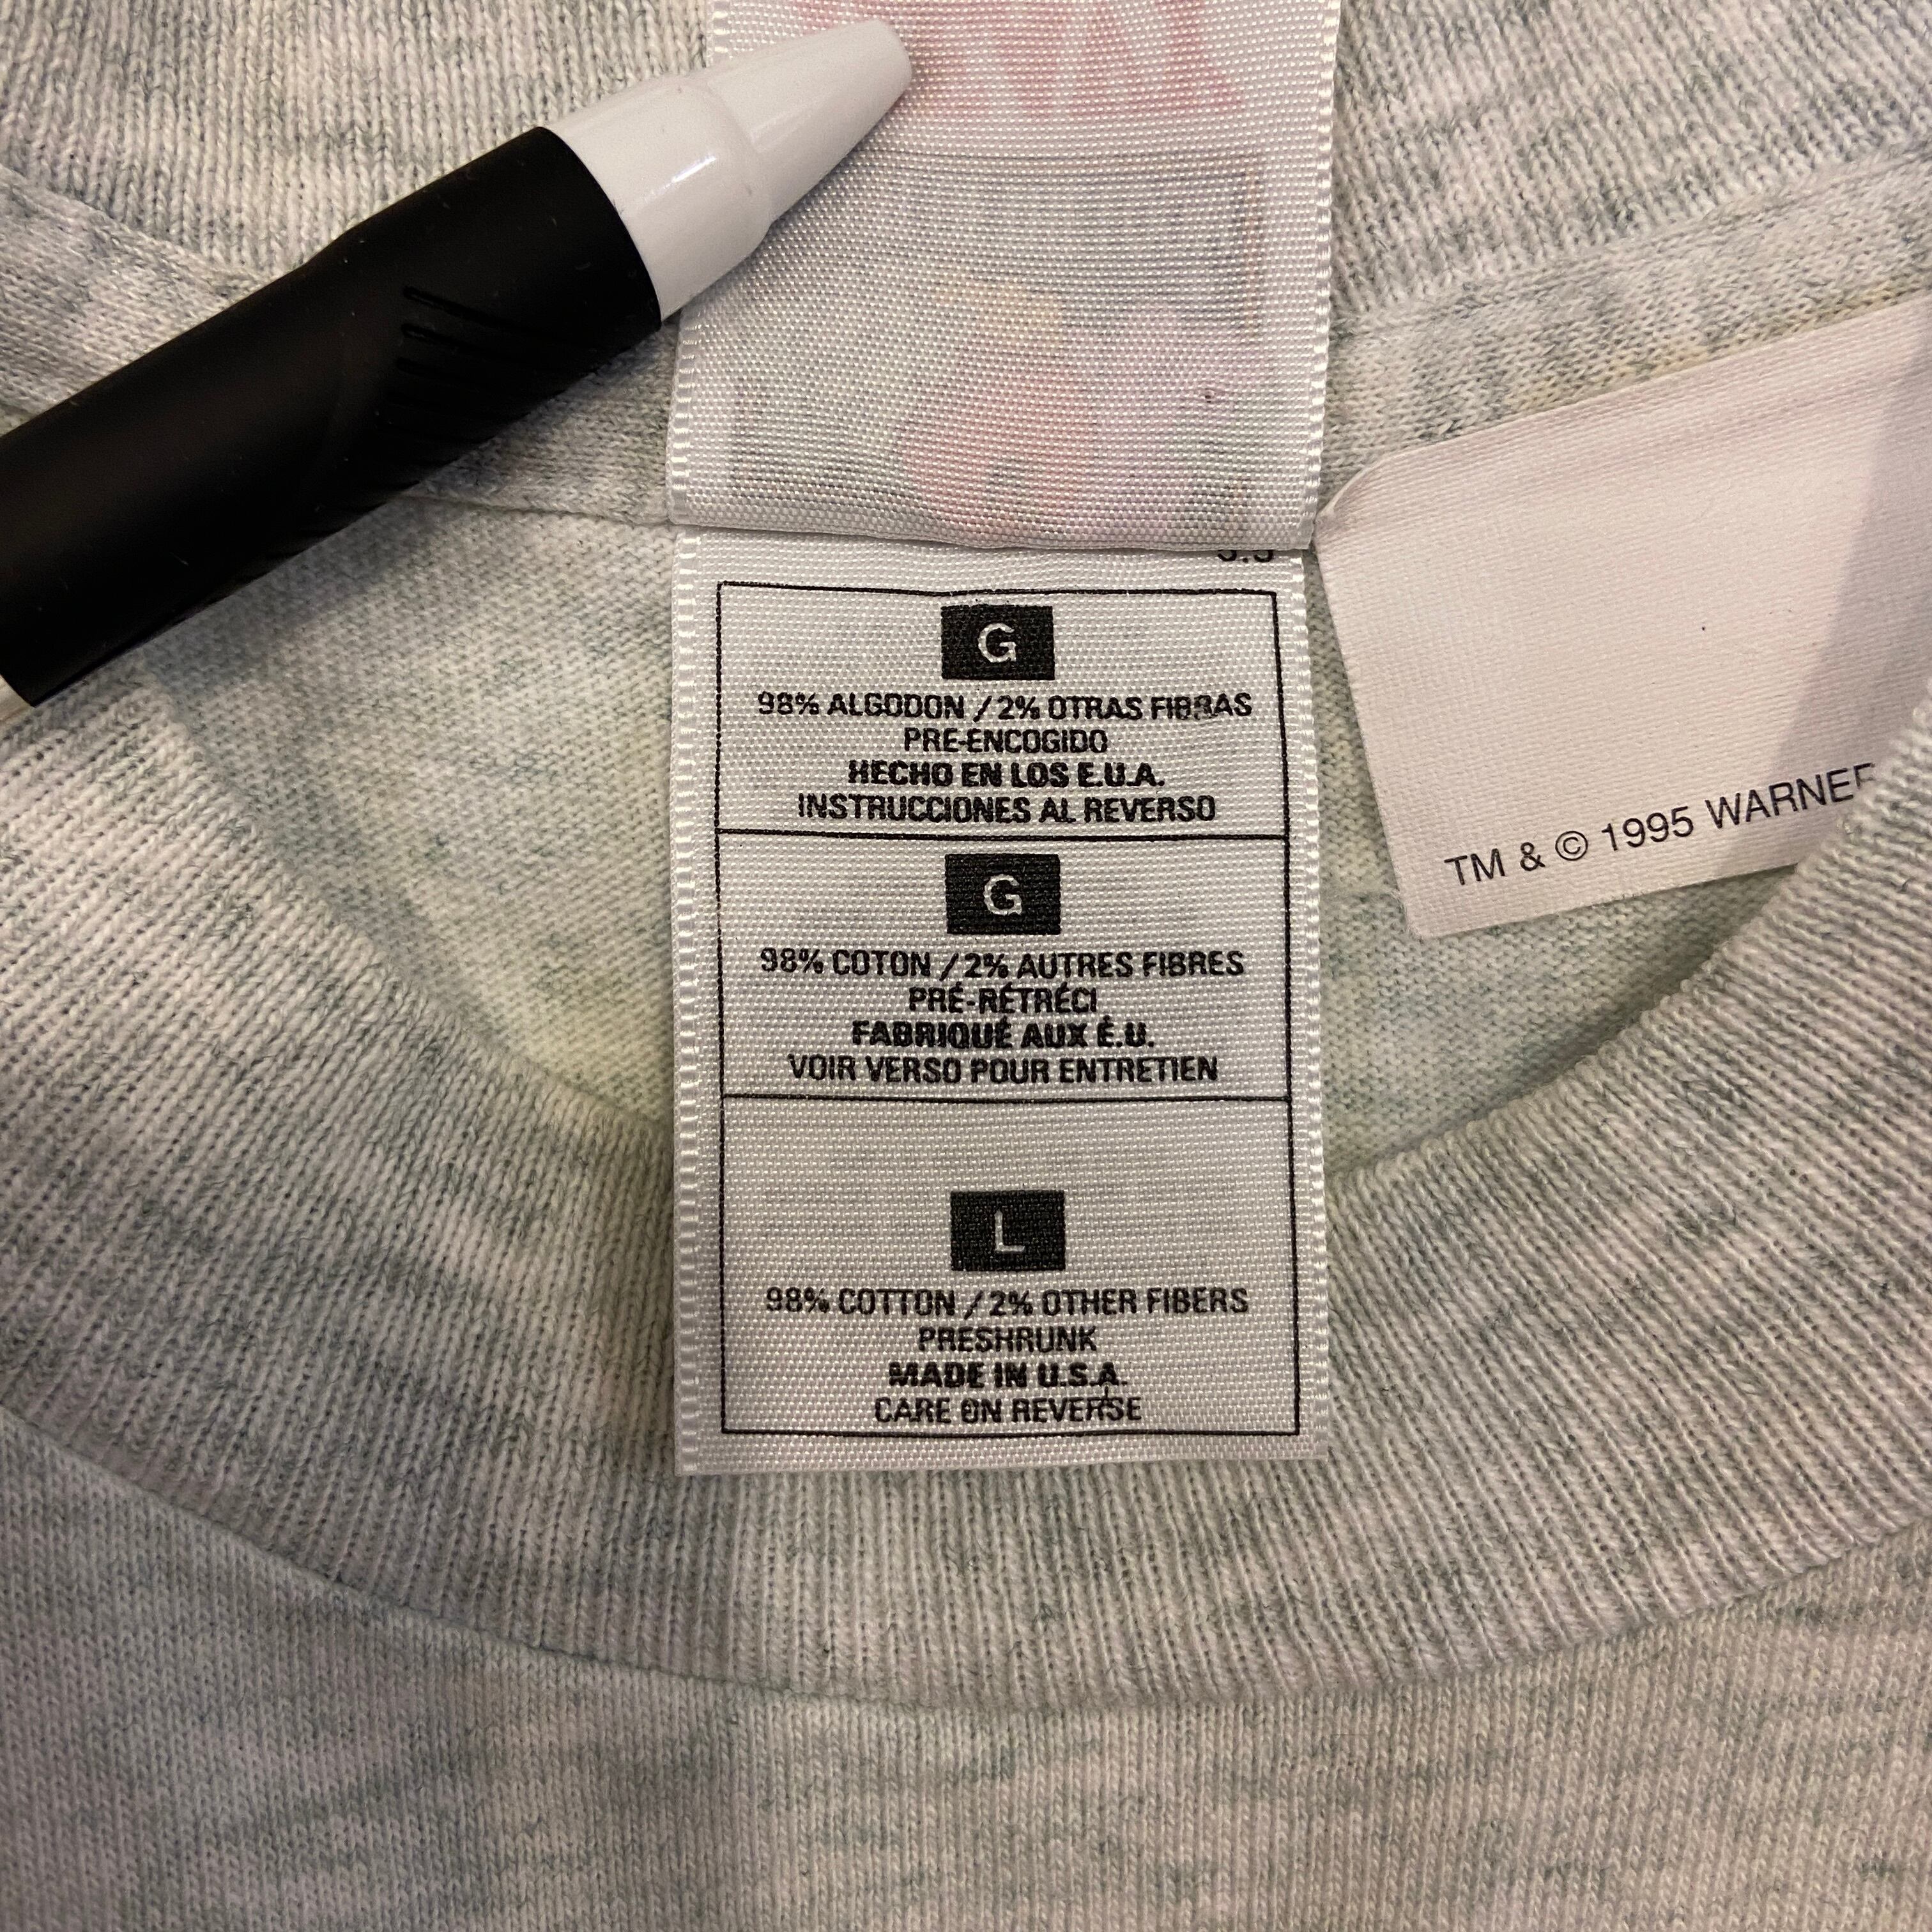 G
98% ALGODON / 2% OTRAS FIBRAS
PRE-ENCOGIDO
HECHO EN LOS E.U.A.
INSTRUCCIONES AL REVERSO
G
98% COTON / 2% AUTRES FIBRES
PRÉ-RÉTRÉCI
FABRIQUÉ AUX É.U.
VOIR VERSO POUR ENTRETIEN
L
98% COTTON / 2% OTHER FIBERS
PRESHRUNK
MADE IN U.S.A.
CARE ON REVERSE
TM & © 1995 WARNER